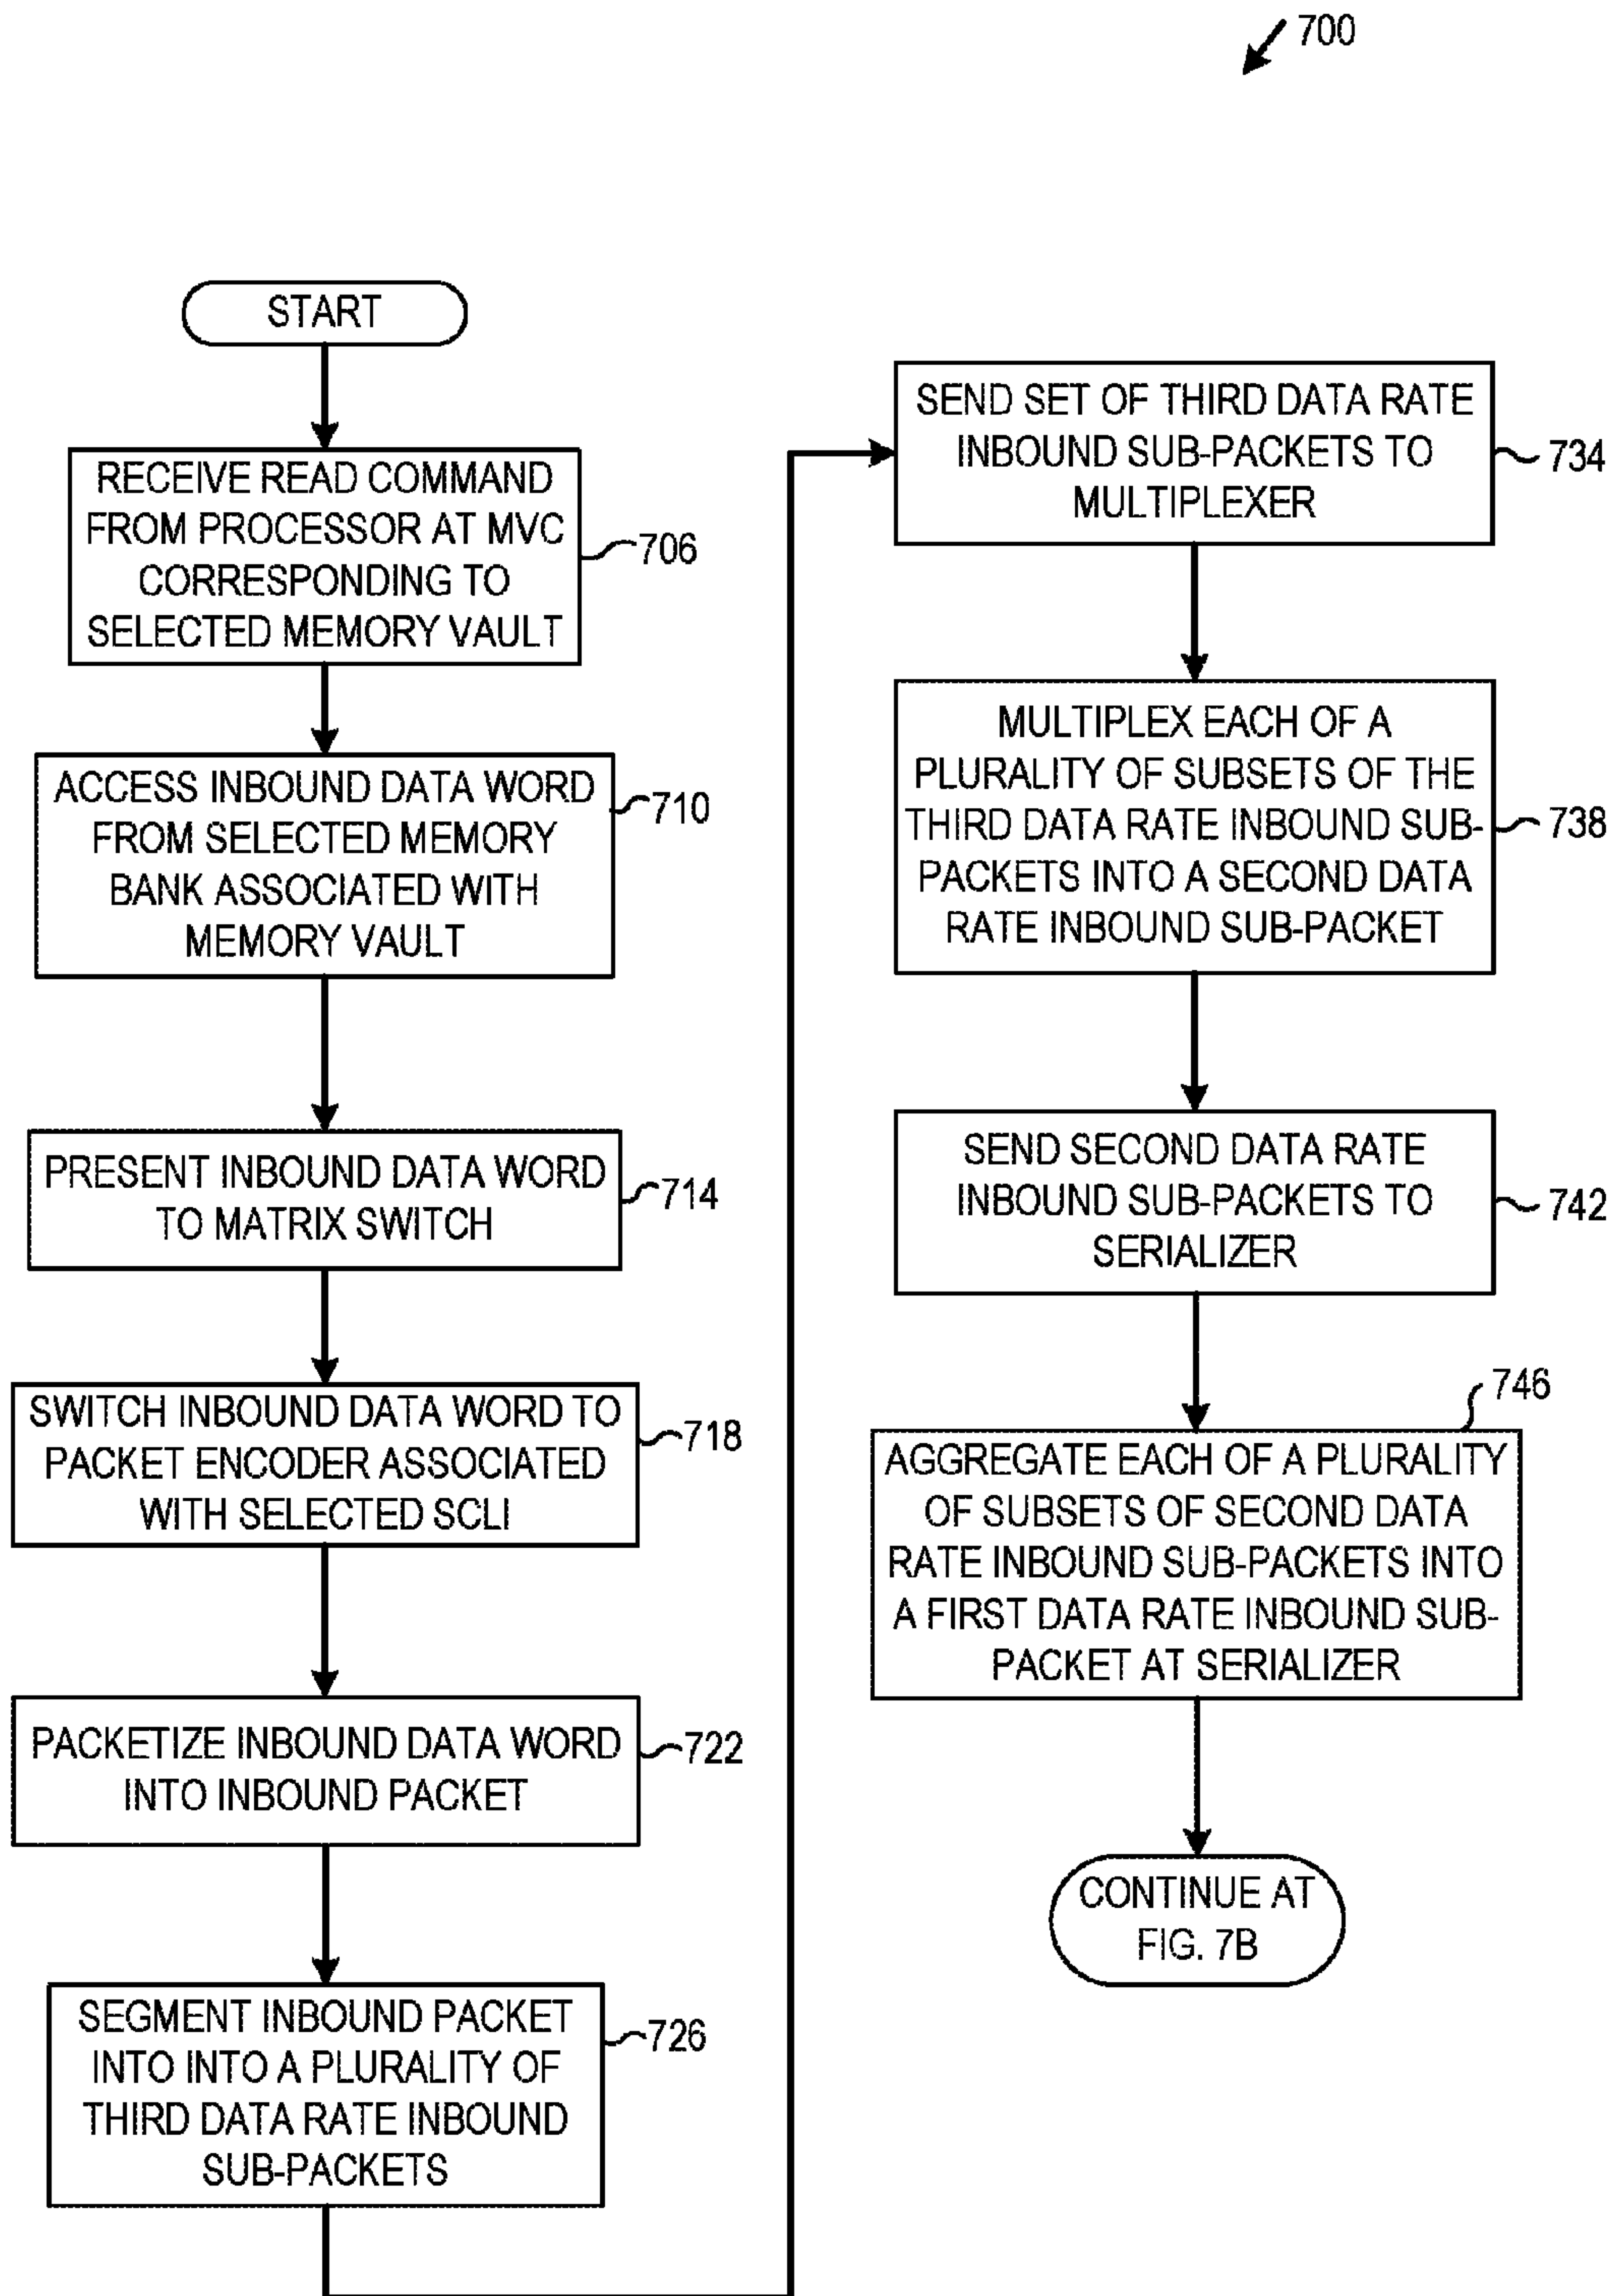 700
START
RECEIVE READ COMMAND
FROM PROCESSOR AT MVC
CORRESPONDING TO
SELECTED MEMORY VAULT
706
ACCESS INBOUND DATA WORD
FROM SELECTED MEMORY
BANK ASSOCIATED WITH
MEMORY VAULT
710
PRESENT INBOUND DATA WORD
TO MATRIX SWITCH
714
SWITCH INBOUND DATA WORD TO
PACKET ENCODER ASSOCIATED
WITH SELECTED SCLI
718
PACKETIZE INBOUND DATA WORD
INTO INBOUND PACKET
722
SEGMENT INBOUND PACKET
INTO INTO A PLURALITY OF
THIRD DATA RATE INBOUND
SUB-PACKETS
726
SEND SET OF THIRD DATA RATE
INBOUND SUB-PACKETS TO
MULTIPLEXER
734
MULTIPLEX EACH OF A
PLURALITY OF SUBSETS OF THE
THIRD DATA RATE INBOUND SUB-
PACKETS INTO A SECOND DATA
RATE INBOUND SUB-PACKET
738
SEND SECOND DATA RATE
INBOUND SUB-PACKETS TO
SERIALIZER
742
746
AGGREGATE EACH OF A PLURALITY
OF SUBSETS OF SECOND DATA
RATE INBOUND SUB-PACKETS INTO
A FIRST DATA RATE INBOUND SUB-
PACKET AT SERIALIZER
CONTINUE AT
FIG. 7B